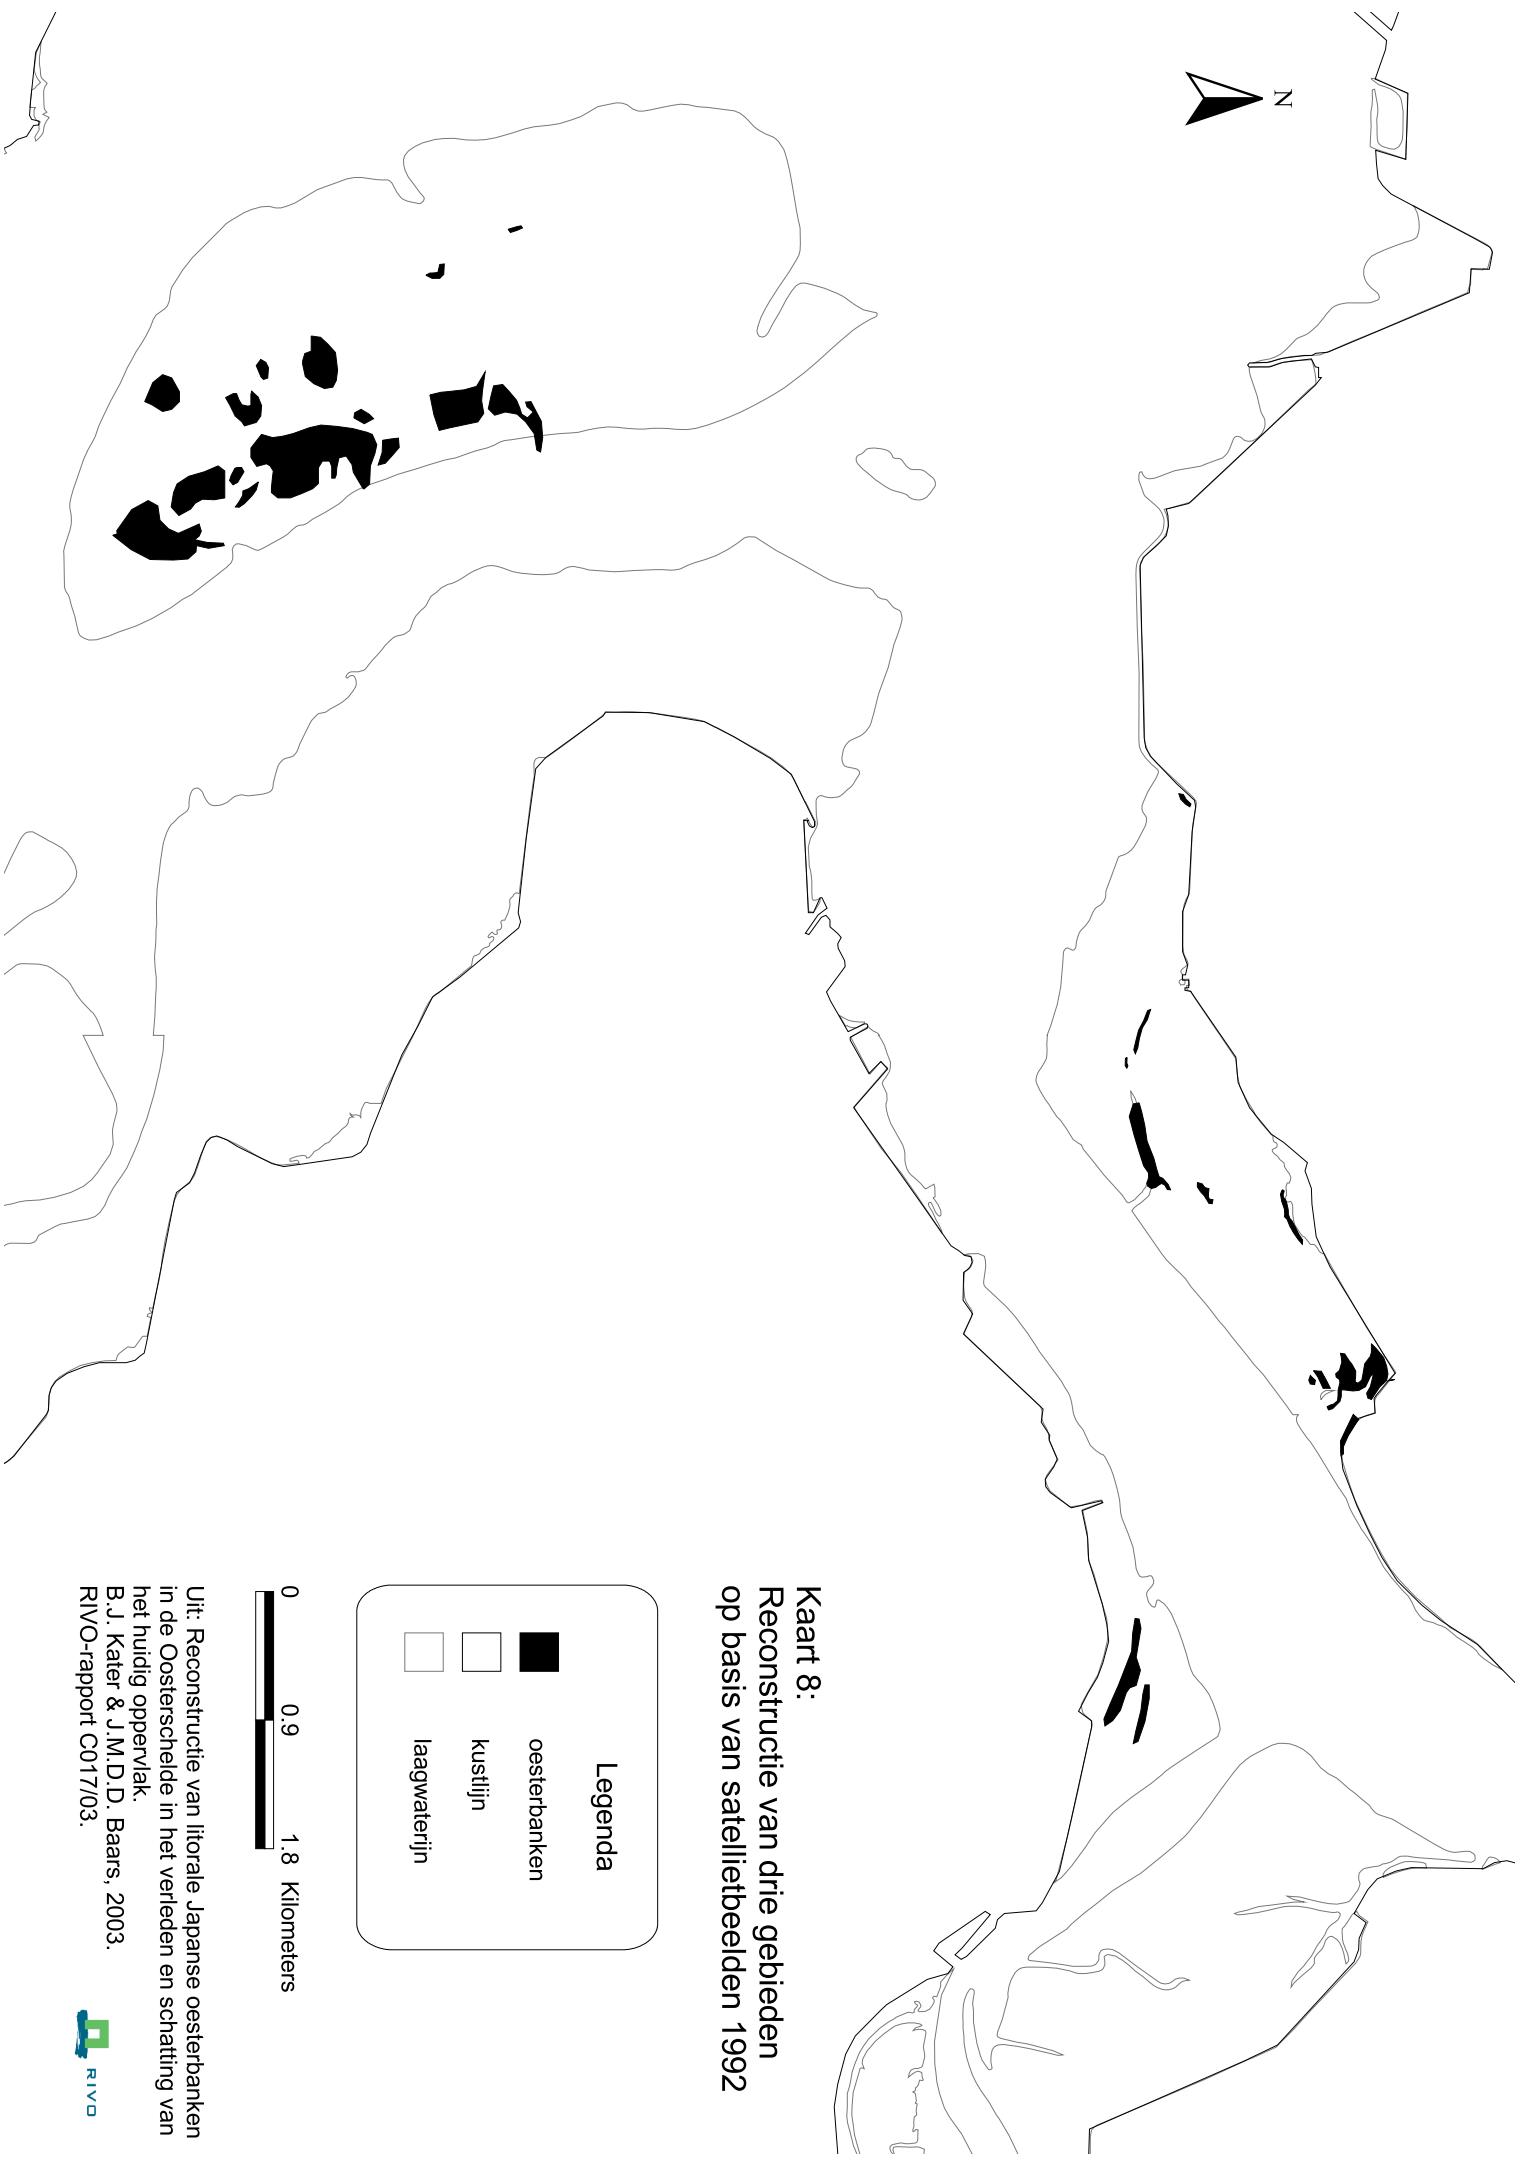 N
Kaart 8:
Reconstructie van drie gebieden
op basis van satellietbeelden 1992
Legenda
oesterbanken
kustlijn
laagwaterijn
0 0.9 1.8 Kilometers
Uit: Reconstructie van litorale Japanse oesterbanken
in de Oosterschelde in het verleden en schatting van
het huidig oppervlak.
B.J. Kater & J.M.D.D. Baars, 2003.
RIVO-rapport C017/03.
RIVO